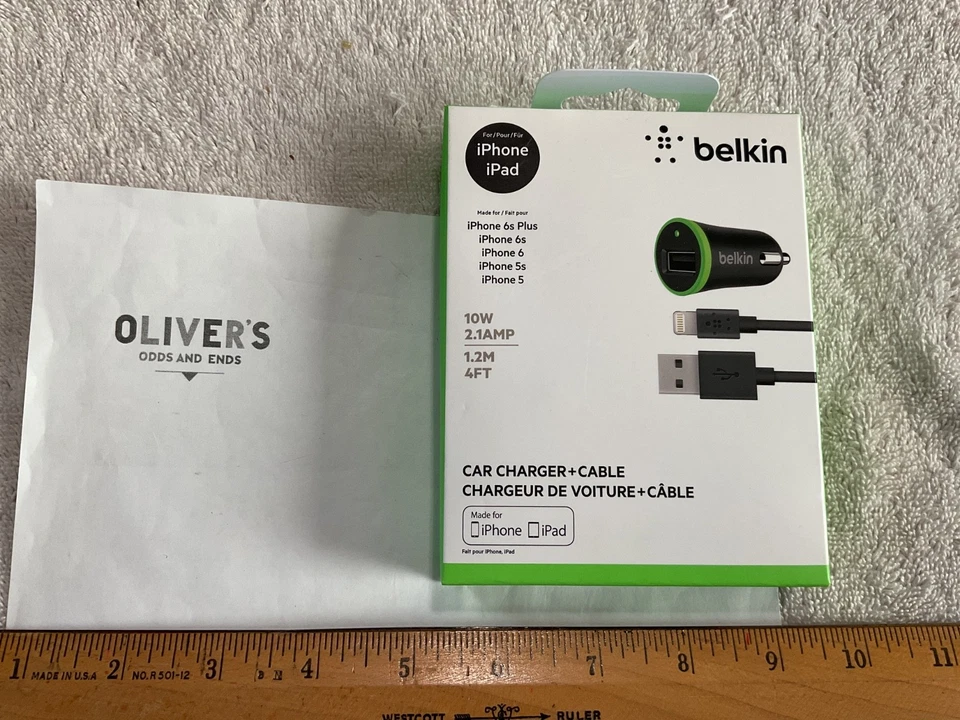 OLIVER'S
ODDS AND ENDS
For/Pour/Für
iPhone
iPad
belkin
Made for / Fait pour
iPhone 6s Plus
iPhone 6s
iPhone 6
iPhone 5s
iPhone 5
belkin
10W
2.1AMP
1.2M
4FT
CAR CHARGER+CABLE
CHARGEUR DE VOITURE+CÂBLE
Made for
iPhone iPad
Fait pour iPhone, iPad
1 2 3 4 5 6 7 8 9 10 11
MADE IN U.S.A NO. R 501-12 B N
WESTCOTT RULER